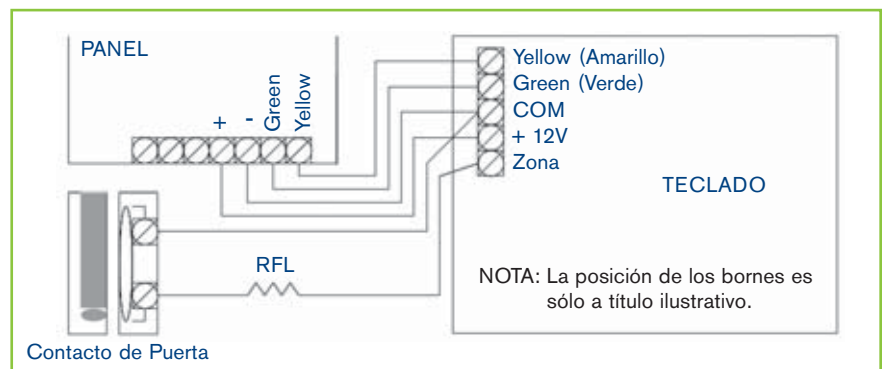 PANEL
+
-
Green
Yellow
Yellow (Amarillo)
Green (Verde)
COM
+ 12V
Zona
TECLADO
RFL
NOTA: La posición de los bornes es
sólo a título ilustrativo.
Contacto de Puerta